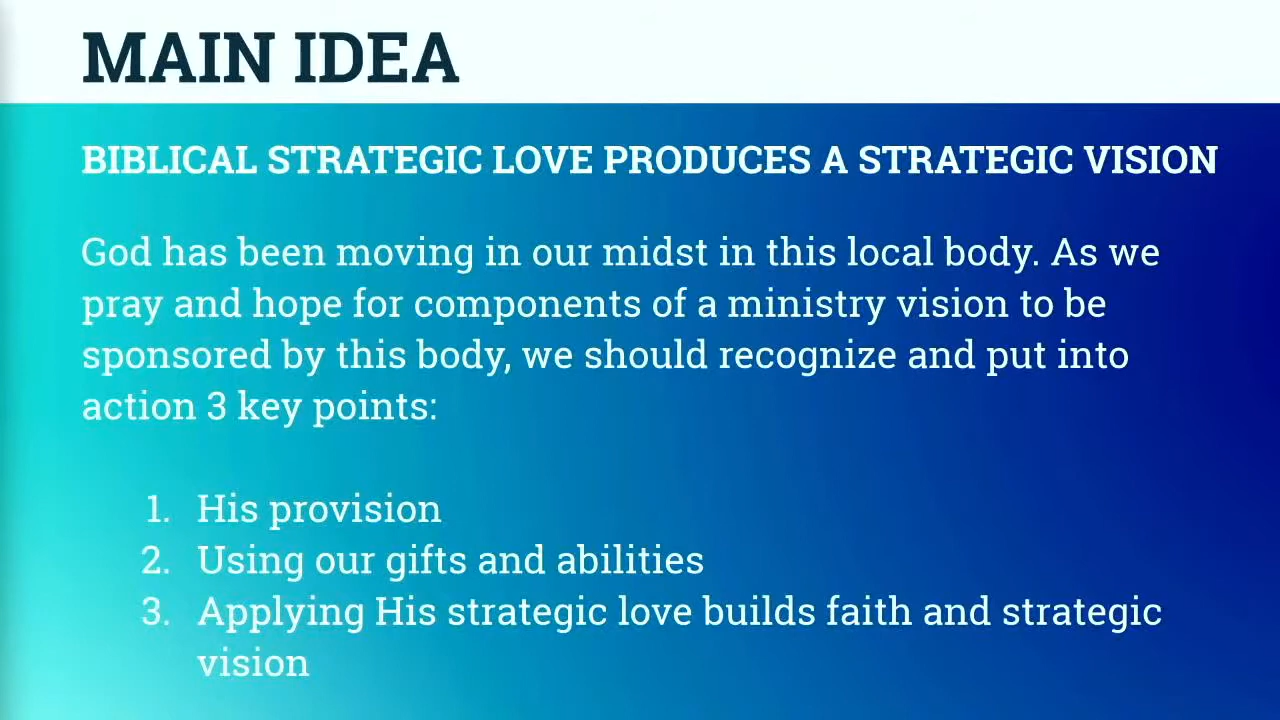 MAIN IDEA
BIBLICAL STRATEGIC LOVE PRODUCES A STRATEGIC VISION
God has been moving in our midst in this local body. As we
pray and hope for components of a ministry vision to be
sponsored by this body, we should recognize and put into
action 3 key points:
1. His provision
2. Using our gifts and abilities
3. Applying His strategic love builds faith and strategic
vision